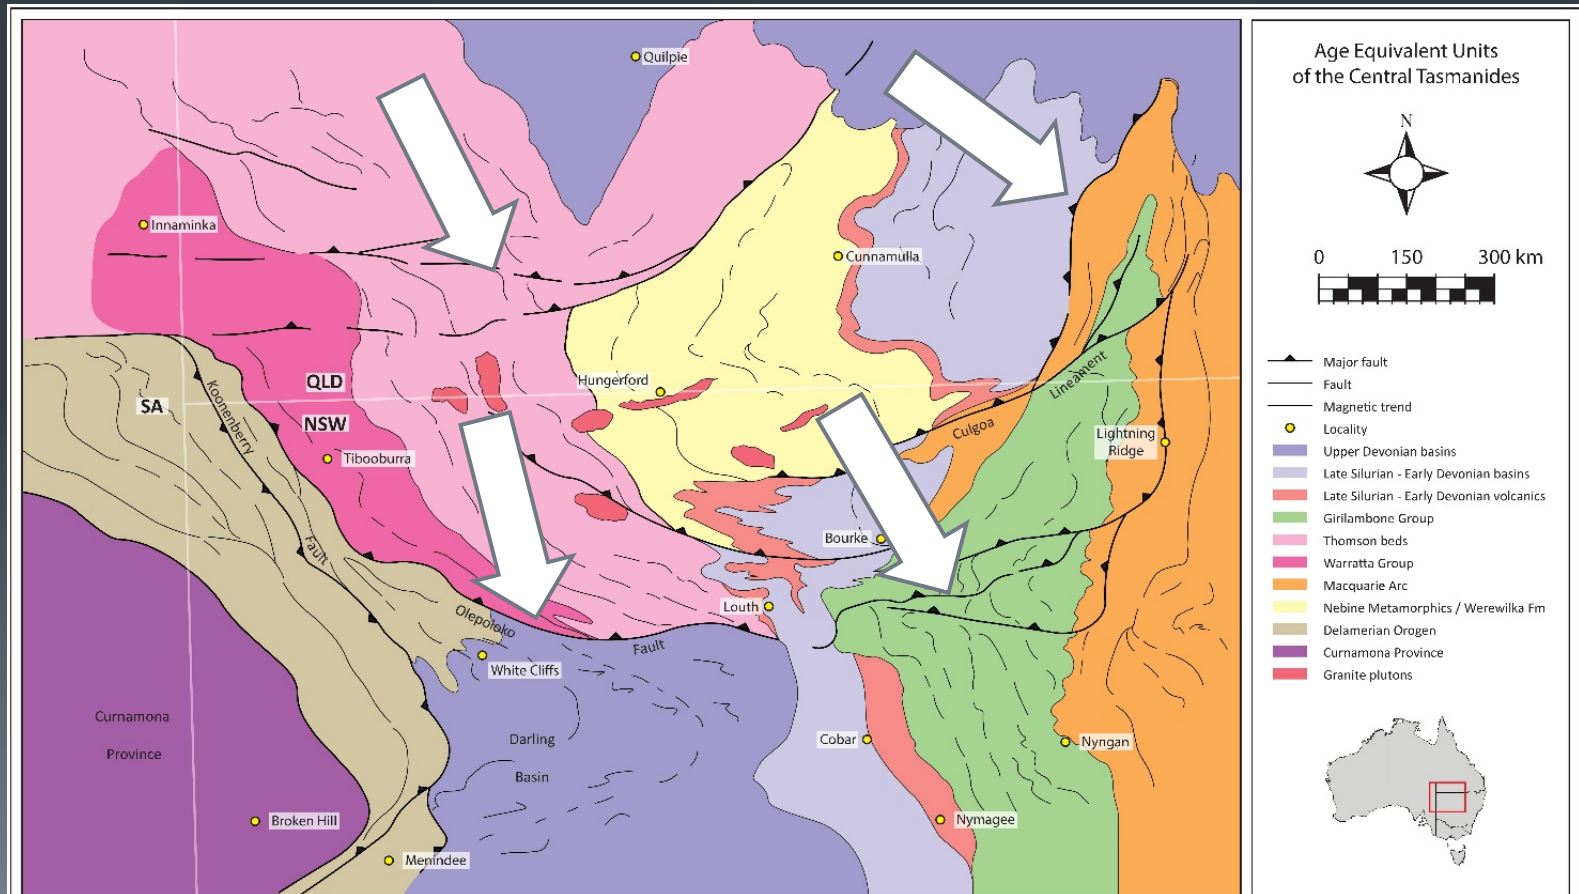 Age Equivalent Units
of the Central Tasmanides
N
0 150 300 km
Major fault
Fault
Magnetic trend
Locality
Upper Devonian basins
Late Silurian - Early Devonian basins
Late Silurian - Early Devonian volcanics
Girilambone Group
Thomson beds
Warratta Group
Macquarie Arc
Nebine Metamorphics / Werewilka Fm
Delamerian Orogen
Curnamona Province
Granite plutons
Quilpie
Innaminka
Cunnamulla
Hungerford
QLD
SA
NSW
Koonenberry
Fault
Tibooburra
Culgoa
Lineament
Lightning
Ridge
Bourke
Louth
Olepoloko
Fault
White Cliffs
Curnamona
Province
Darling
Basin
Cobar
Nyngan
Broken Hill
Nymagee
Menindee